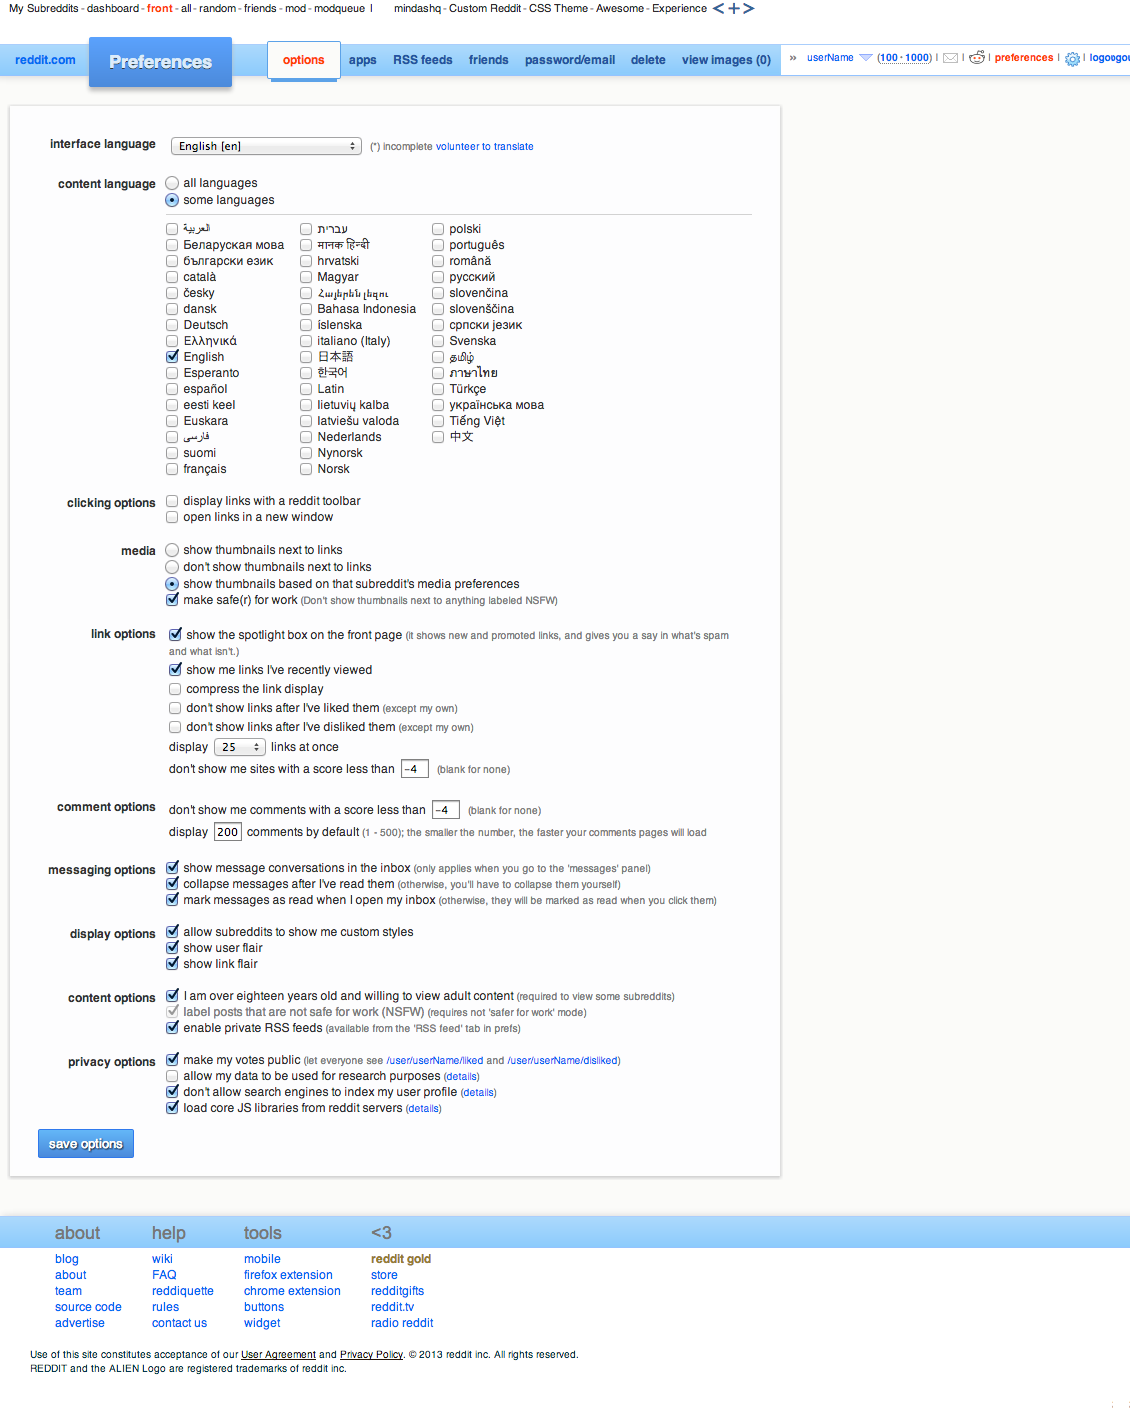 My Subreddits - dashboard - front - all - random - friends - mod - modqueue | mindashq - Custom Reddit - CSS Theme - Awesome - Experience < + >
reddit.com Preferences options apps RSS feeds friends password/email delete view images (0) » userName (100 · 1000) | | | preferences | |
interface language English [en] (*) incomplete volunteer to translate
content language all languages
some languages
العربية עברית polski
Беларуская мова मानक हिन्दी português
български език hrvatski română
català Magyar русский
česky Հայերեն լեզու slovenčina
dansk Bahasa Indonesia slovenščina
Deutsch íslenska српски језик
Ελληνικά italiano (Italy) Svenska
English 日本語 தமிழ்
Esperanto 한국어 ภาษาไทย
español Latin Türkçe
eesti keel lietuvių kalba українська мова
Euskara latviešu valoda Tiếng Việt
فارسی Nederlands 中文
suomi Nynorsk
français Norsk
clicking options display links with a reddit toolbar
open links in a new window
media show thumbnails next to links
don't show thumbnails next to links
show thumbnails based on that subreddit's media preferences
make safe(r) for work (Don't show thumbnails next to anything labeled NSFW)
link options show the spotlight box on the front page (it shows new and promoted links, and gives you a say in what's spam
and what isn't.)
show me links I've recently viewed
compress the link display
don't show links after I've liked them (except my own)
don't show links after I've disliked them (except my own)
display 25 links at once
don't show me sites with a score less than -4 (blank for none)
comment options don't show me comments with a score less than -4 (blank for none)
display 200 comments by default (1 - 500); the smaller the number, the faster your comments pages will load
messaging options show message conversations in the inbox (only applies when you go to the 'messages' panel)
collapse messages after I've read them (otherwise, you'll have to collapse them yourself)
mark messages as read when I open my inbox (otherwise, they will be marked as read when you click them)
display options allow subreddits to show me custom styles
show user flair
show link flair
content options I am over eighteen years old and willing to view adult content (required to view some subreddits)
label posts that are not safe for work (NSFW) (requires not 'safer for work' mode)
enable private RSS feeds (available from the 'RSS feed' tab in prefs)
privacy options make my votes public (let everyone see /user/userName/liked and /user/userName/disliked)
allow my data to be used for research purposes (details)
don't allow search engines to index my user profile (details)
load core JS libraries from reddit servers (details)
save options
about help tools <3
blog wiki mobile reddit gold
about FAQ firefox extension store
team reddiquette chrome extension redditgifts
source code rules buttons reddit.tv
advertise contact us widget radio reddit
Use of this site constitutes acceptance of our User Agreement and Privacy Policy. © 2013 reddit inc. All rights reserved.
REDDIT and the ALIEN Logo are registered trademarks of reddit inc.